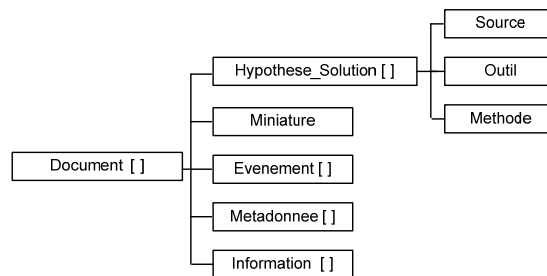 Source
Hypothese_Solution [ ]
Outil
Miniature
Methode
Document [ ]
Evenement [ ]
Metadonnee [ ]
Information [ ]